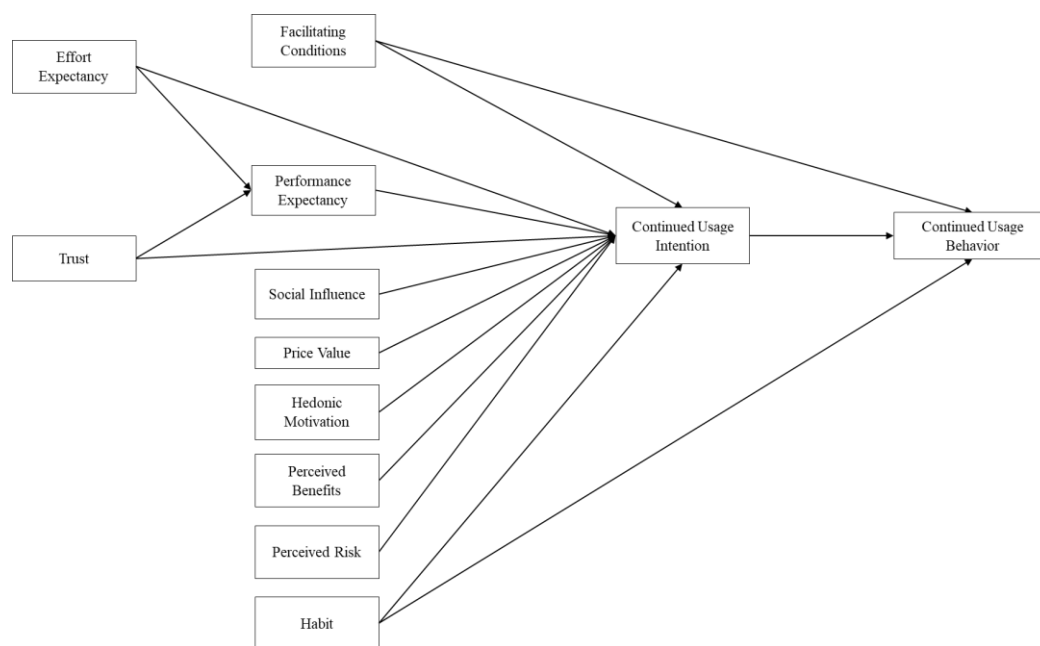 Facilitating
Conditions
Effort
Expectancy
Performance
Expectancy
Trust
Continued Usage
Intention
Continued Usage
Behavior
Social Influence
Price Value
Hedonic
Motivation
Perceived
Benefits
Perceived Risk
Habit